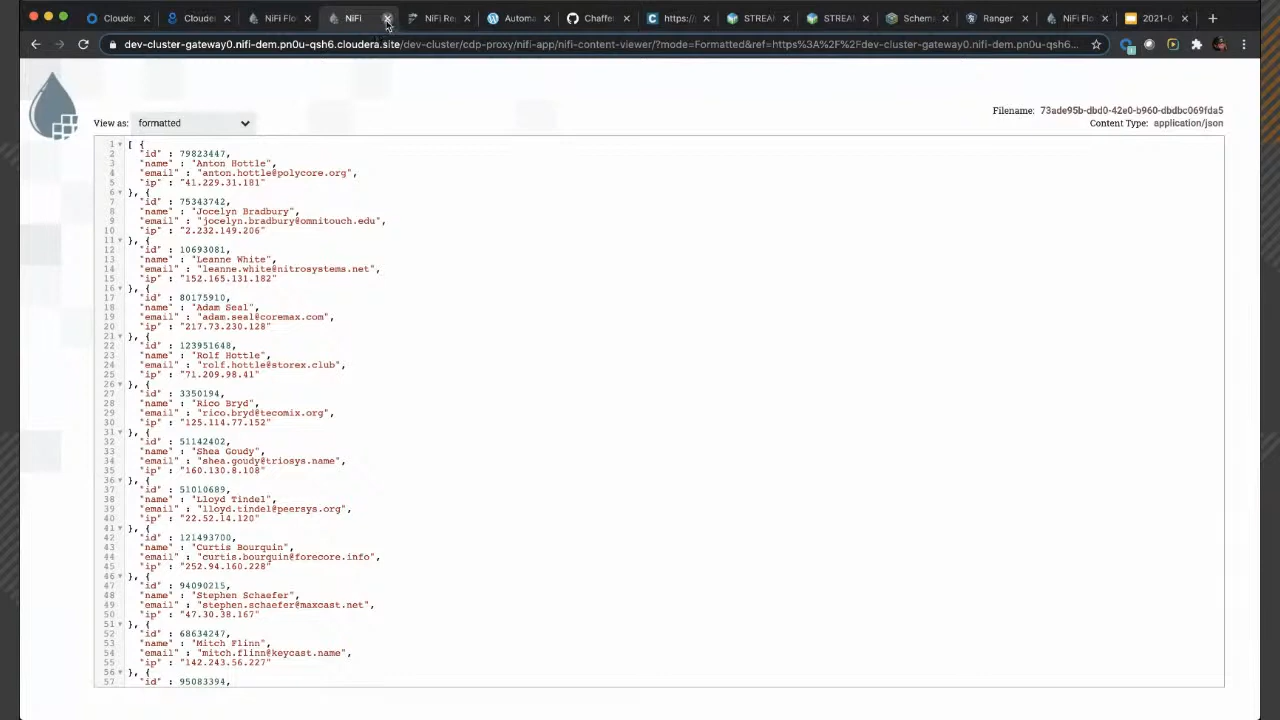 Clouder
Clouder
NiFi Flo
NiFi
NiFi Re
Automa
Chaffer
https:/
STREA
STREA
Schem
Ranger
NiFi Flo
2021-0
dev-cluster-gateway0.nifi-dem.pn0u-qsh6.cloudera.site/dev-cluster/cdp-proxy/nifi-app/nifi-content-viewer/?mode=Formatted&ref=https%3A%2F%2Fdev-cluster-gateway0.nifi-dem.pn0u-qsh6...
Filename: 73ade95b-dbd0-42e0-b960-dbdbc069fda5
View as: formatted
Content Type: application/json
1 [ {
2 "id" : 79823447,
3 "name" : "Anton Hottle",
4 "email" : "anton.hottle@polycore.org",
5 "ip" : "41.229.31.181"
6 }, {
7 "id" : 75343742,
8 "name" : "Jocelyn Bradbury",
9 "email" : "jocelyn.bradbury@omnitouch.edu",
10 "ip" : "2.232.149.206"
11 }, {
12 "id" : 10693081,
13 "name" : "Leanne White",
14 "email" : "leanne.white@nitrosystems.net",
15 "ip" : "152.165.131.182"
16 }, {
17 "id" : 80175910,
18 "name" : "Adam Seal",
19 "email" : "adam.seal@coremax.com",
20 "ip" : "217.73.230.128"
21 }, {
22 "id" : 123951648,
23 "name" : "Rolf Hottle",
24 "email" : "rolf.hottle@storex.club",
25 "ip" : "71.209.98.41"
26 }, {
27 "id" : 3350194,
28 "name" : "Rico Bryd",
29 "email" : "rico.bryd@tecomix.org",
30 "ip" : "125.114.77.152"
31 }, {
32 "id" : 51142402,
33 "name" : "Shea Goudy",
34 "email" : "shea.goudy@triosys.name",
35 "ip" : "160.130.8.108"
36 }, {
37 "id" : 51010689,
38 "name" : "Lloyd Tindel",
39 "email" : "lloyd.tindel@peersys.org",
40 "ip" : "22.52.14.120"
41 }, {
42 "id" : 121493700,
43 "name" : "Curtis Bourquin",
44 "email" : "curtis.bourquin@forecore.info",
45 "ip" : "252.94.160.228"
46 }, {
47 "id" : 94090215,
48 "name" : "Stephen Schaefer",
49 "email" : "stephen.schaefer@maxcast.net",
50 "ip" : "47.30.38.167"
51 }, {
52 "id" : 68634247,
53 "name" : "Mitch Flinn",
54 "email" : "mitch.flinn@keycast.name",
55 "ip" : "142.243.56.227"
56 }, {
57 "id" : 95083394,